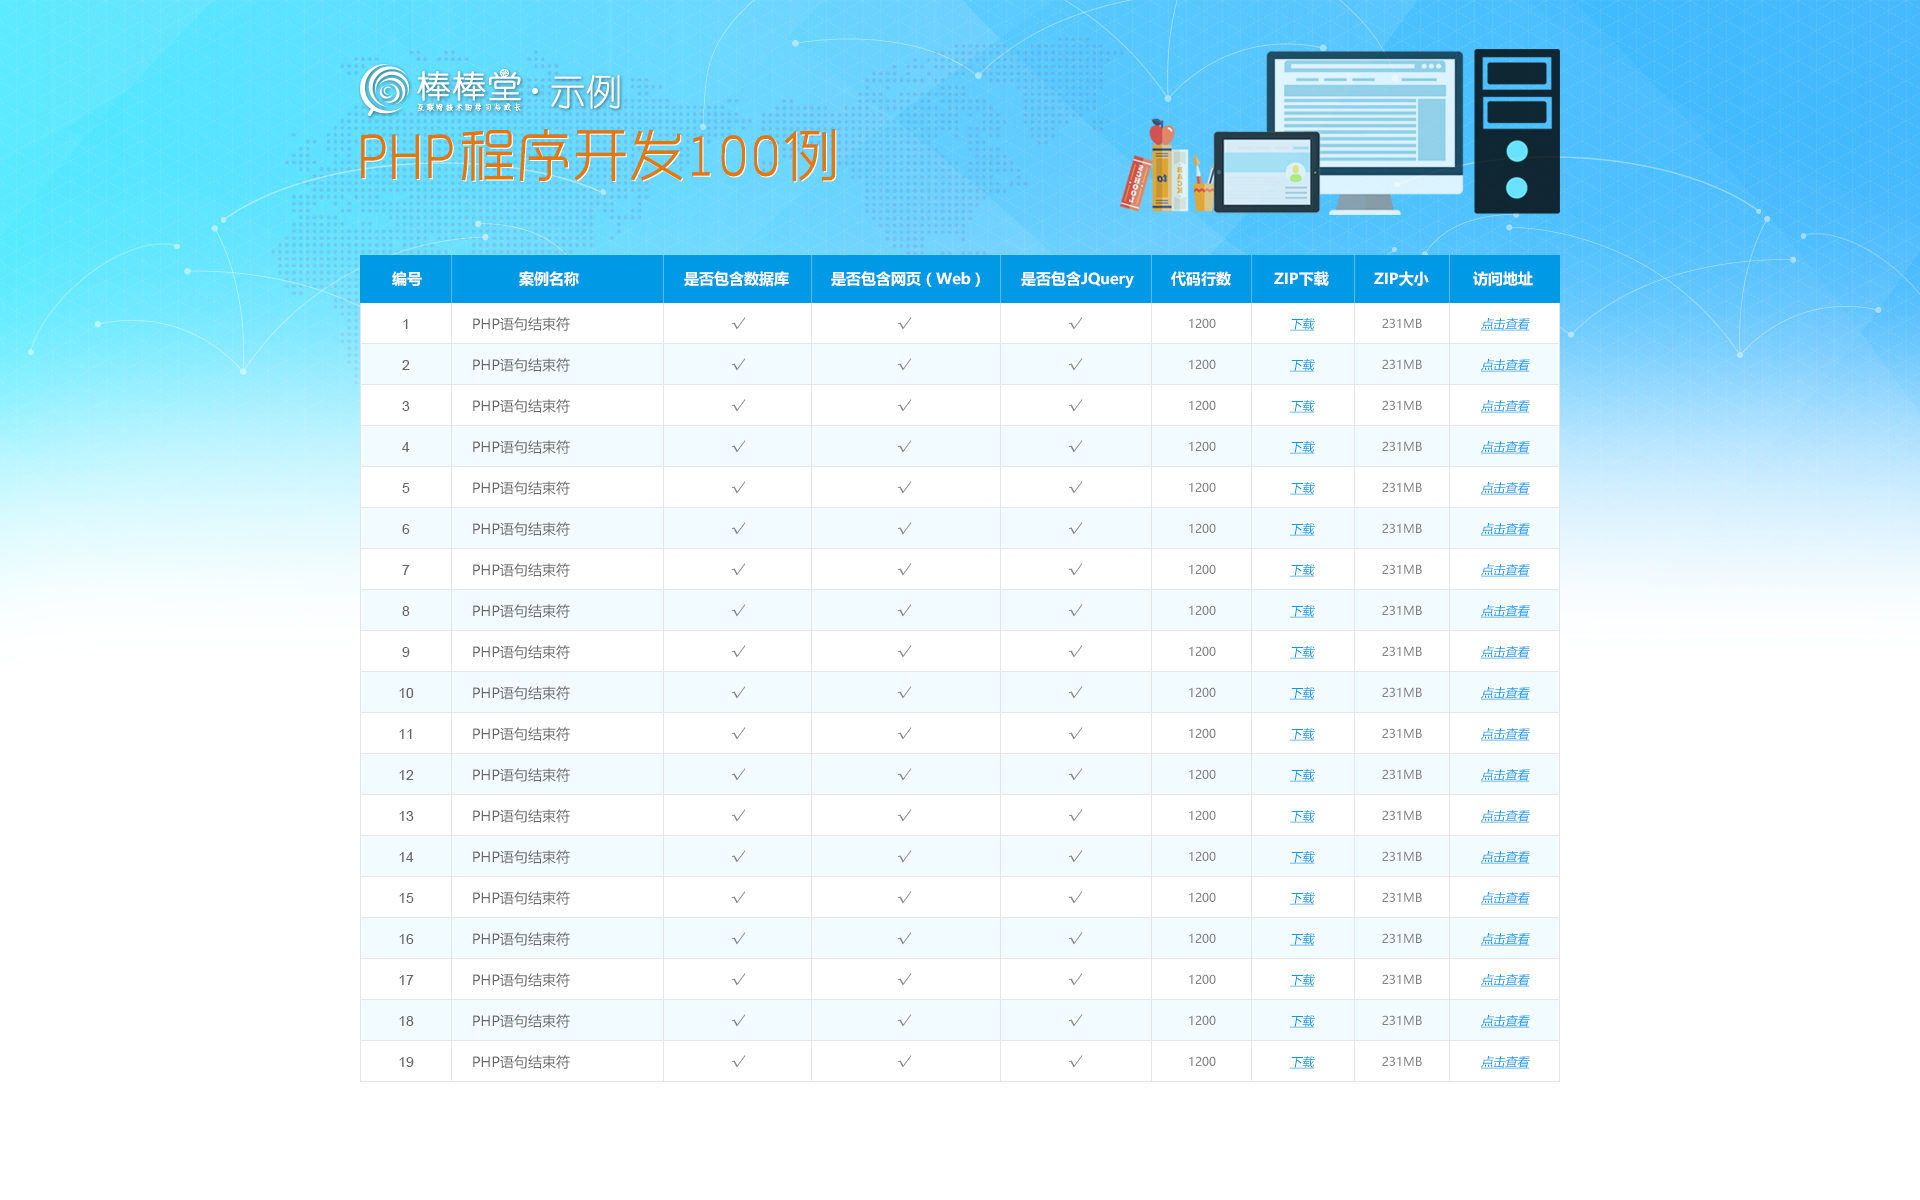 棒棒堂·示例
互联网技术的学习与成长
PHP程序开发100例
SCHOOL
BACK
to
编号 案例名称 是否包含数据库 是否包含网页（Web） 是否包含JQuery 代码行数 ZIP下载 ZIP大小 访问地址
1 PHP语句结束符 √ √ √ 1200 下载 231MB 点击查看
2 PHP语句结束符 √ √ √ 1200 下载 231MB 点击查看
3 PHP语句结束符 √ √ √ 1200 下载 231MB 点击查看
4 PHP语句结束符 √ √ √ 1200 下载 231MB 点击查看
5 PHP语句结束符 √ √ √ 1200 下载 231MB 点击查看
6 PHP语句结束符 √ √ √ 1200 下载 231MB 点击查看
7 PHP语句结束符 √ √ √ 1200 下载 231MB 点击查看
8 PHP语句结束符 √ √ √ 1200 下载 231MB 点击查看
9 PHP语句结束符 √ √ √ 1200 下载 231MB 点击查看
10 PHP语句结束符 √ √ √ 1200 下载 231MB 点击查看
11 PHP语句结束符 √ √ √ 1200 下载 231MB 点击查看
12 PHP语句结束符 √ √ √ 1200 下载 231MB 点击查看
13 PHP语句结束符 √ √ √ 1200 下载 231MB 点击查看
14 PHP语句结束符 √ √ √ 1200 下载 231MB 点击查看
15 PHP语句结束符 √ √ √ 1200 下载 231MB 点击查看
16 PHP语句结束符 √ √ √ 1200 下载 231MB 点击查看
17 PHP语句结束符 √ √ √ 1200 下载 231MB 点击查看
18 PHP语句结束符 √ √ √ 1200 下载 231MB 点击查看
19 PHP语句结束符 √ √ √ 1200 下载 231MB 点击查看